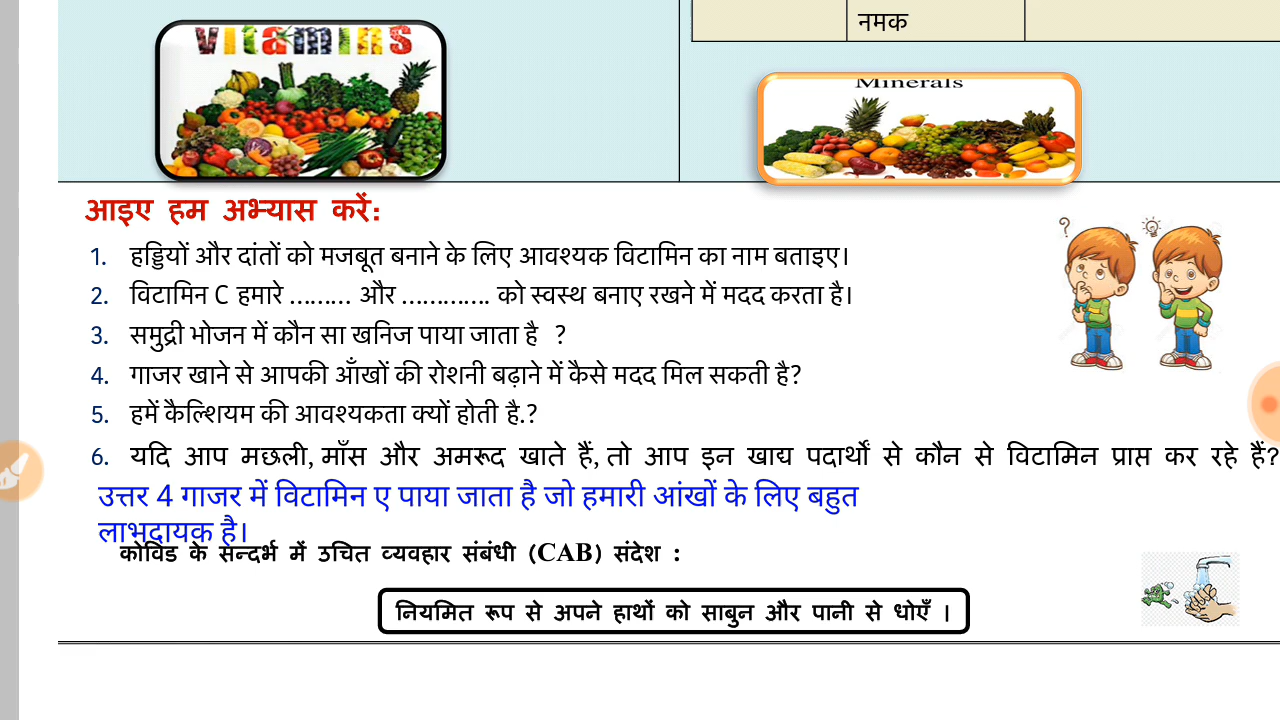 नमक
vitamins
Minerals
आइए हम अभ्यास करें:
1. हड्डियों और दांतों को मजबूत बनाने के लिए आवश्यक विटामिन का नाम बताइए।
2. विटामिन C हमारे ......... और ............. को स्वस्थ बनाए रखने में मदद करता है।
3. समुद्री भोजन में कौन सा खनिज पाया जाता है ?
4. गाजर खाने से आपकी आँखों की रोशनी बढ़ाने में कैसे मदद मिल सकती है?
5. हमें कैल्शियम की आवश्यकता क्यों होती है.?
6. यदि आप मछली, माँस और अमरूद खाते हैं, तो आप इन खाद्य पदार्थों से कौन से विटामिन प्राप्त कर रहे हैं?
उत्तर 4 गाजर में विटामिन ए पाया जाता है जो हमारी आंखों के लिए बहुत
लाभदायक है।
कोविड के सन्दर्भ में उचित व्यवहार संबंधी (CAB) संदेश :
नियमित रूप से अपने हाथों को साबुन और पानी से धोएँ ।